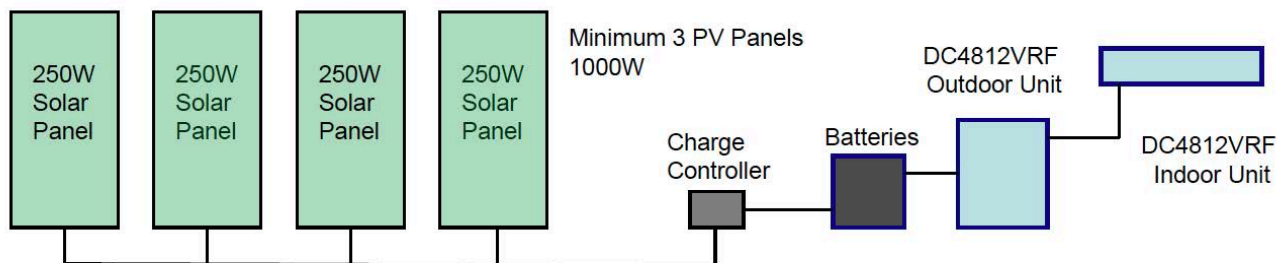 250W
Solar
Panel
250W
Solar
Panel
250W
Solar
Panel
250W
Solar
Panel
Minimum 3 PV Panels
1000W
Charge
Controller
Batteries
DC4812VRF
Outdoor Unit
DC4812VRF
Indoor Unit